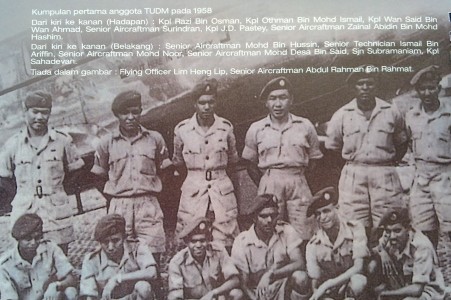 Kumpulan pertama anggota TUDM pada 1958
Dari kiri ke kanan (Hadapan) : Kpl Razi Bin Osman, Kpl Othman Bin Mohd Ismail, Kpl Wan Said Bin
Wan Ahmad, Senior Aircraftman Surindran, Kpl J.D. Pastey, Senior Aircraftman Zainal Abidin Bin Mohd
Hashim.
Dari kiri ke kanan (Belakang) : Senior Aircraftman Mohd Bin Hussin, Senior Technician Ismail Bin
Ariffin, Senior Aircraftman Mohd Noor, Senior Aircraftman Mohd Desa Bin Said, Sjn Subramaniam, Kpl
Sahadevan.
Tiada dalam gambar : Flying Officer Lim Heng Lip, Senior Aircraftman Abdul Rahman Bin Rahmat.